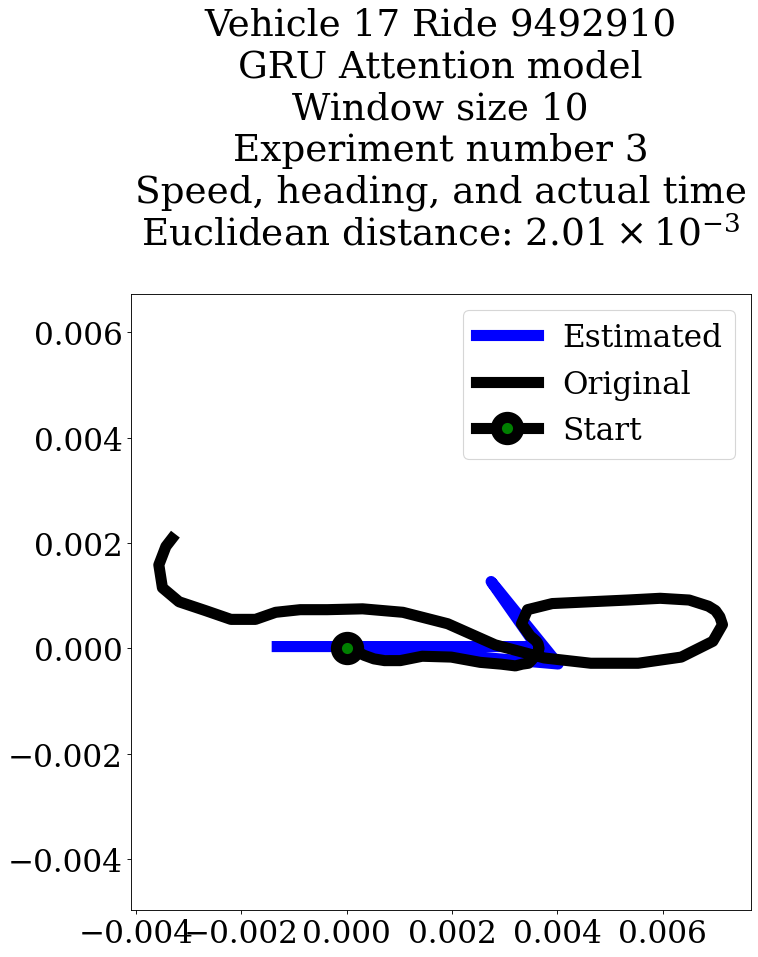 Vehicle 17 Ride 9492910
GRU Attention model
Window size 10
Experiment number 3
Speed, heading, and actual time
Euclidean distance: 2.01 × 10⁻³
Estimated
Original
Start
0.006
0.004
0.002
0.000
−0.002
−0.004
−0.004 −0.002 0.000 0.002 0.004 0.006